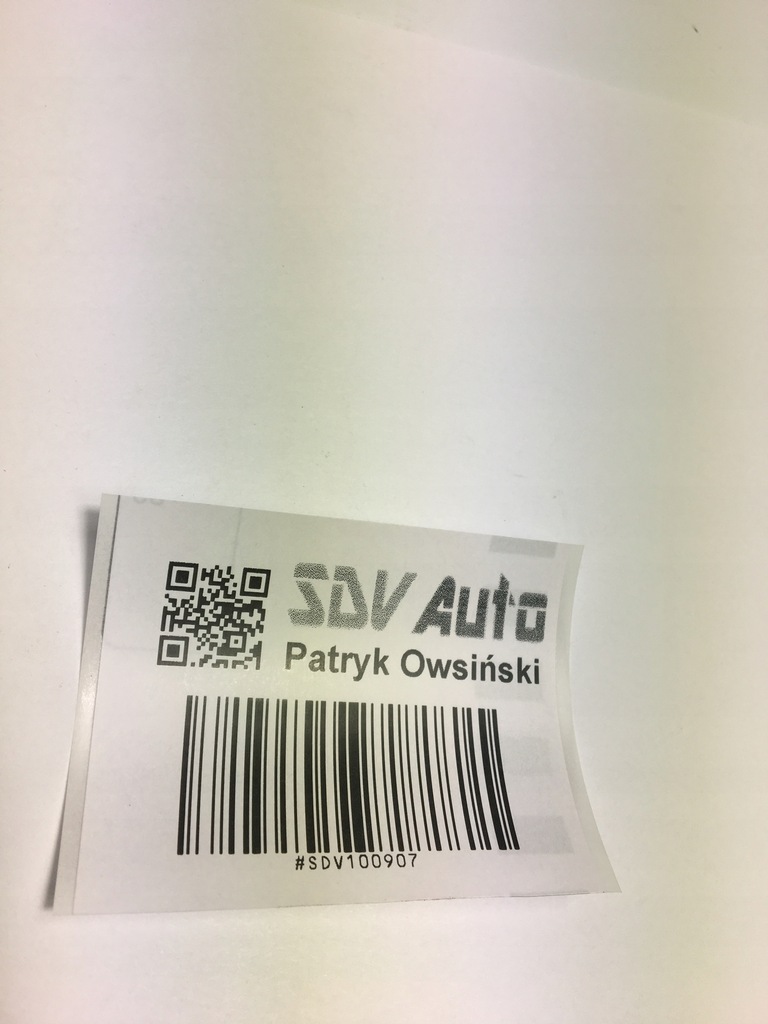 SDV Auto
Patryk Owsiński
#SDV100907